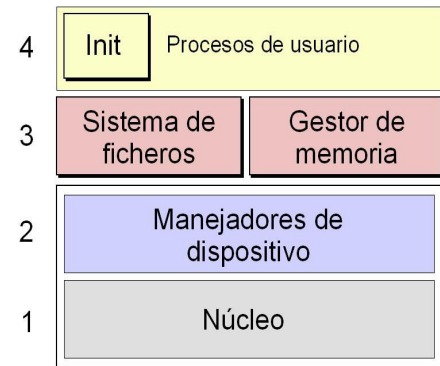 4
Init
Procesos de usuario
3
Sistema de
ficheros
Gestor de
memoria
2
Manejadores de
dispositivo
1
Núcleo